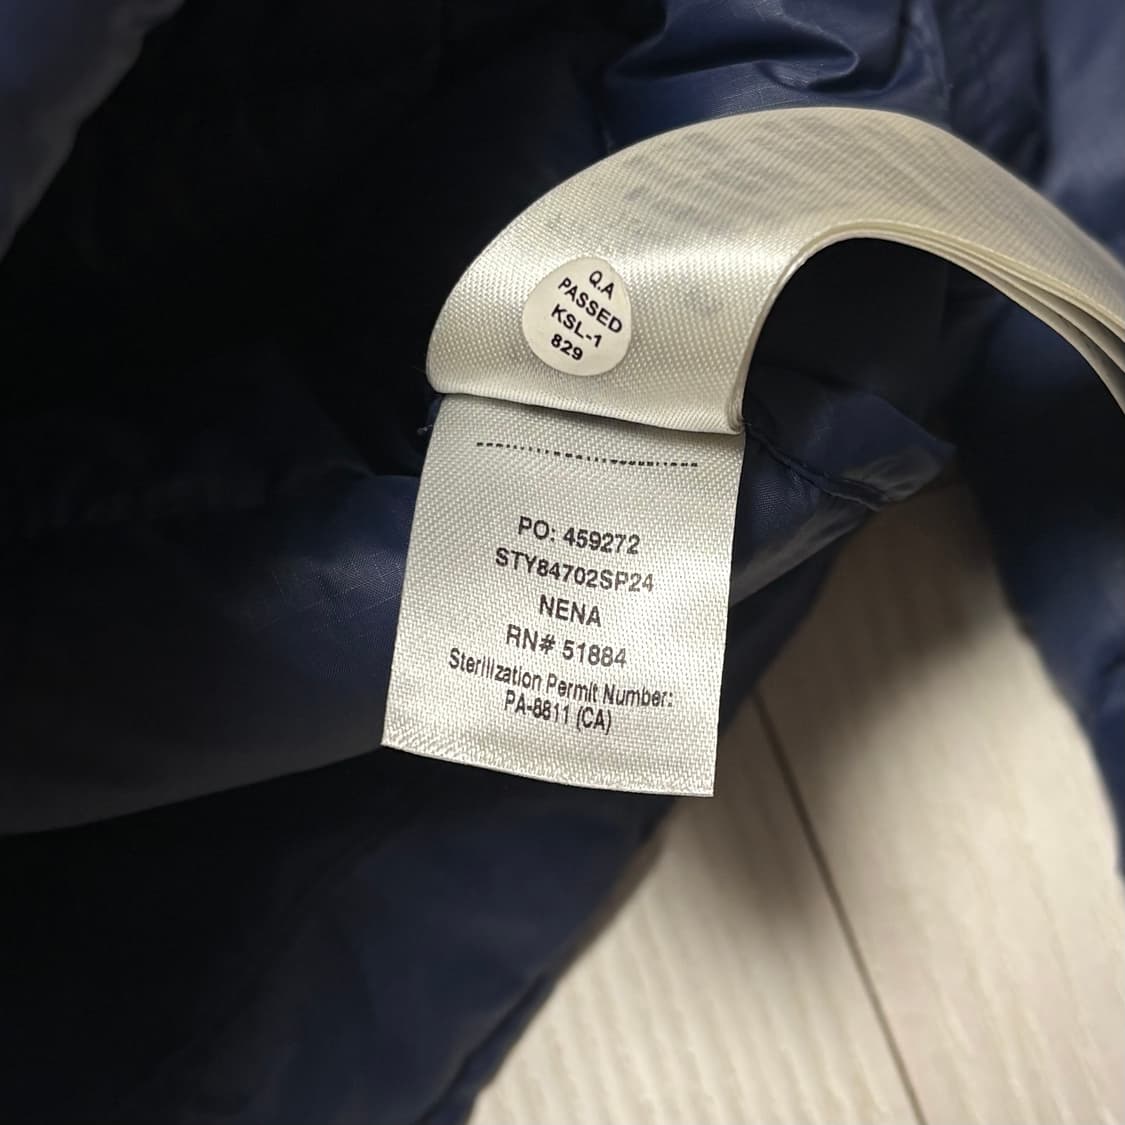 Q.A
PASSED
KSL-1
829
PO: 459272
STY84702SP24
NENA
RN# 51884
Sterilization Permit Number:
PA-8811 (CA)